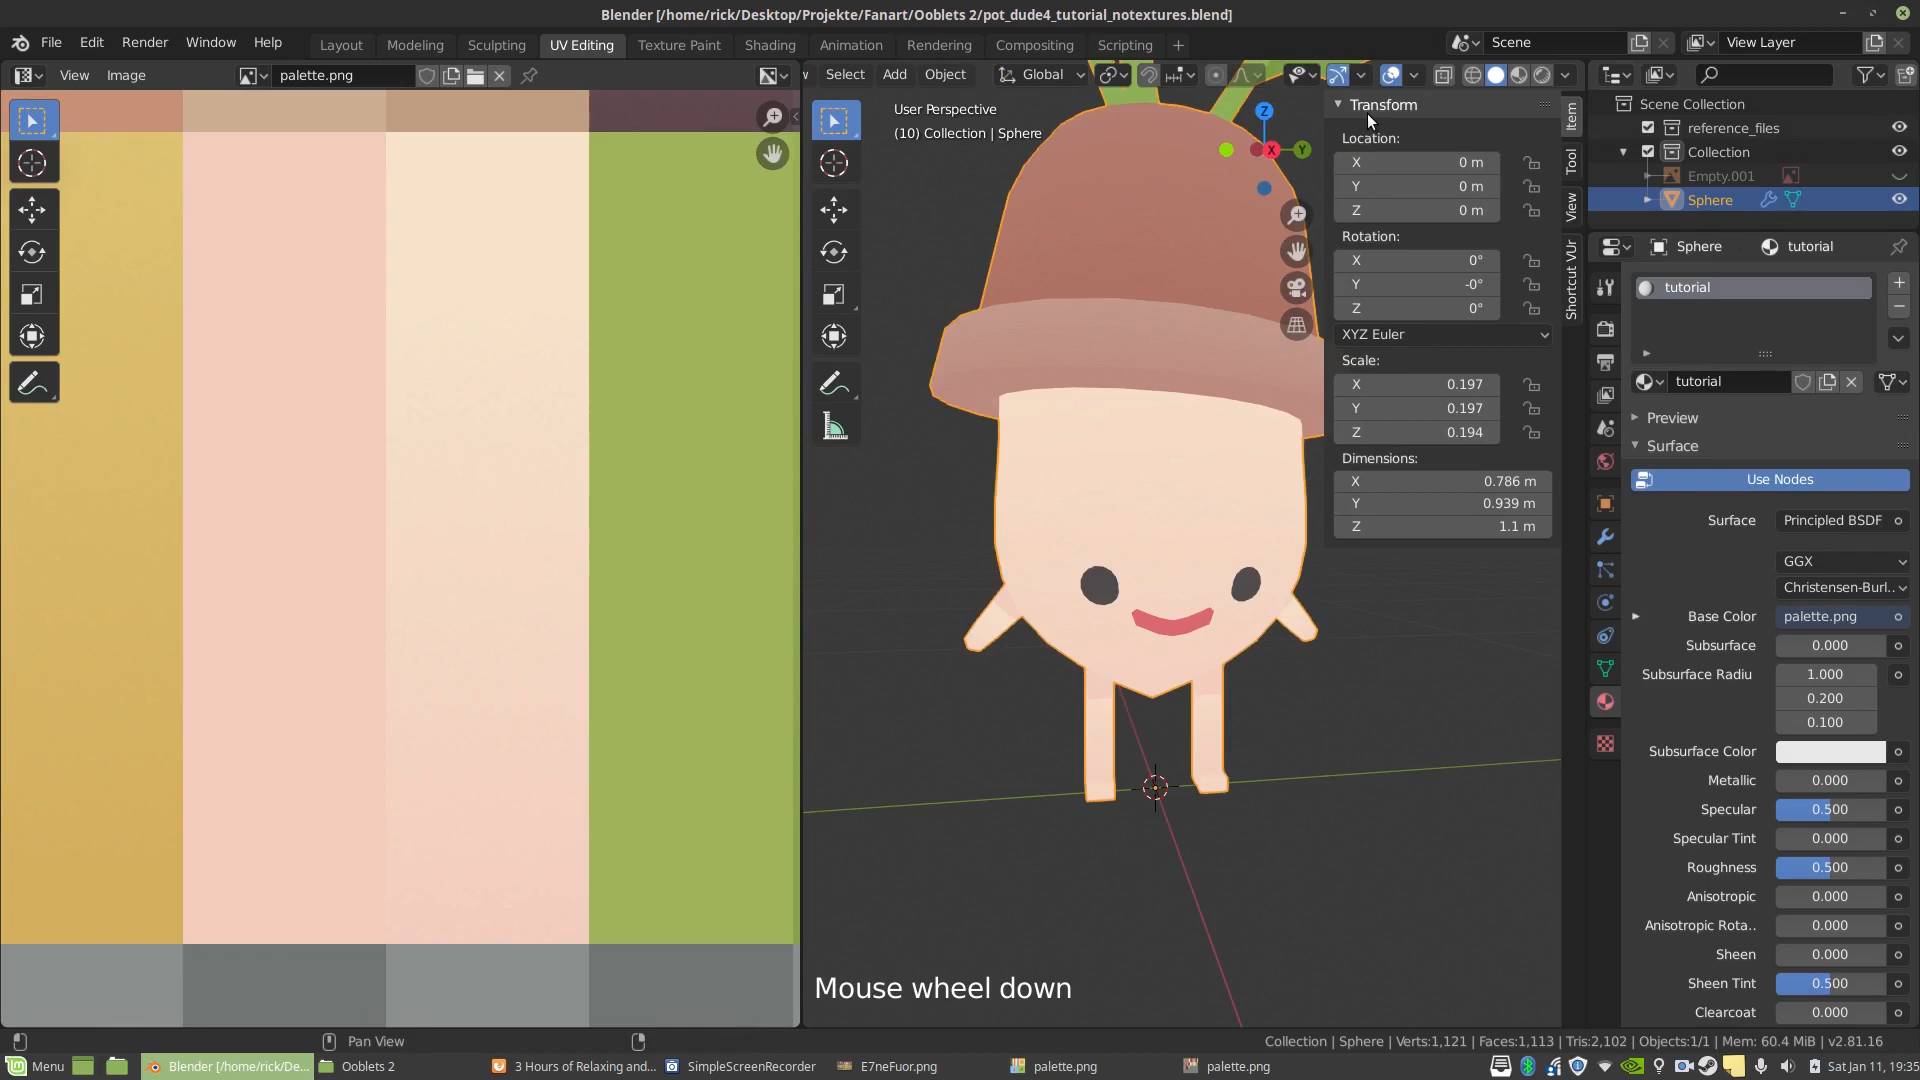 Blender [/home/rick/Desktop/Projekte/Fanart/Ooblets 2/pot_dude4_tutorial_notextures.blend]
File Edit Render Window Help
Layout Modeling Sculpting UV Editing Texture Paint Shading Animation Rendering Compositing Scripting +
Scene
View Layer
View Image
palette.png
Select Add Object
Global
User Perspective
(10) Collection | Sphere
Z
X
Y
Transform
Location:
X 0 m
Y 0 m
Z 0 m
Rotation:
X 0°
Y -0°
Z 0°
XYZ Euler
Scale:
X 0.197
Y 0.197
Z 0.194
Dimensions:
X 0.786 m
Y 0.939 m
Z 1.1 m
Item
Tool
View
Shortcut VUr
Mouse wheel down
Scene Collection
reference_files
Collection
Empty.001
Sphere
Sphere
tutorial
tutorial
tutorial
Preview
Surface
Use Nodes
Surface Principled BSDF
GGX
Christensen-Burl..
Base Color palette.png
Subsurface 0.000
Subsurface Radiu 1.000
0.200
0.100
Subsurface Color
Metallic 0.000
Specular 0.500
Specular Tint 0.000
Roughness 0.500
Anisotropic 0.000
Anisotropic Rota.. 0.000
Sheen 0.000
Sheen Tint 0.500
Clearcoat 0.000
Pan View
Collection | Sphere | Verts:1,121 | Faces:1,113 | Tris:2,102 | Objects:1/1 | Mem: 60.4 MiB | v2.81.16
Menu
Blender [/home/rick/De...
Ooblets 2
3 Hours of Relaxing and...
SimpleScreenRecorder
E7neFuor.png
palette.png
palette.png
Sat Jan 11, 19:35